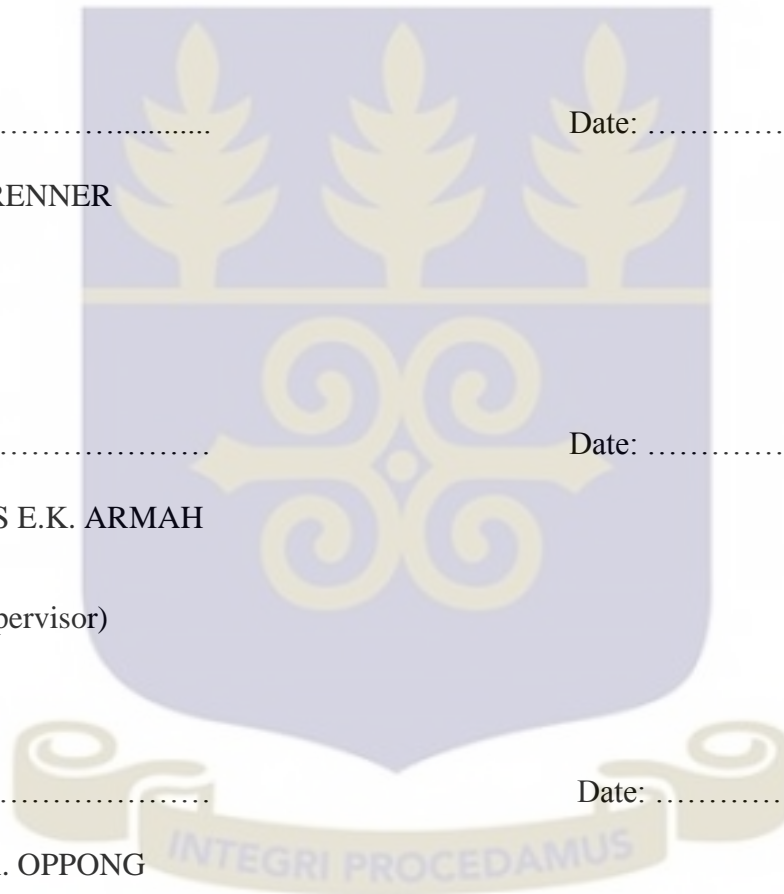 ……………............ Date: ……………
RENNER
…………………… Date: ……………
S E.K. ARMAH
pervisor)
…………………… Date: ……………
. OPPONG
INTEGRI PROCEDAMUS